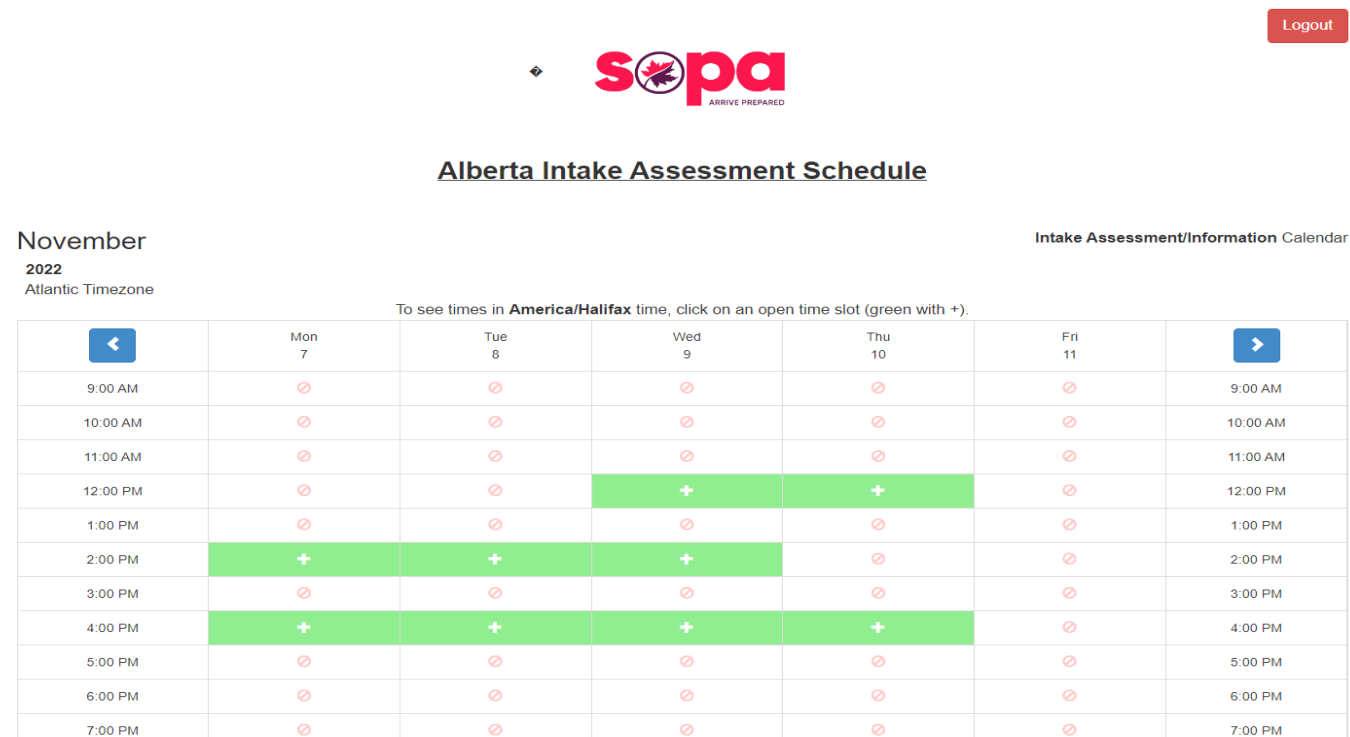 Logout
�
sopa
ARRIVE PREPARED
Alberta Intake Assessment Schedule
November
Intake Assessment/Information Calendar
2022
Atlantic Timezone
To see times in America/Halifax time, click on an open time slot (green with +).
Mon Tue Wed Thu Fri
7 8 9 10 11
9:00 AM 9:00 AM
10:00 AM 10:00 AM
11:00 AM 11:00 AM
12:00 PM + + 12:00 PM
1:00 PM 1:00 PM
2:00 PM + + + 2:00 PM
3:00 PM 3:00 PM
4:00 PM + + + + 4:00 PM
5:00 PM 5:00 PM
6:00 PM 6:00 PM
7:00 PM 7:00 PM